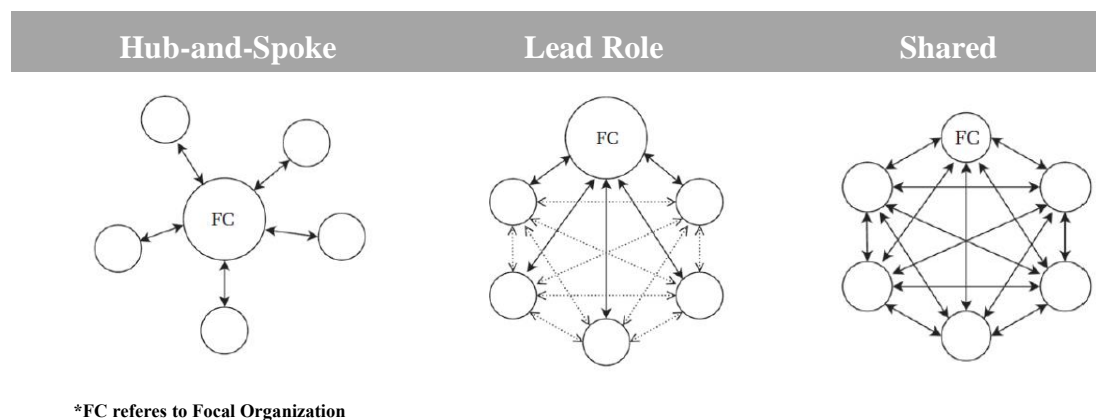 Hub-and-Spoke
Lead Role
Shared
FC
FC
FC
*FC referes to Focal Organization